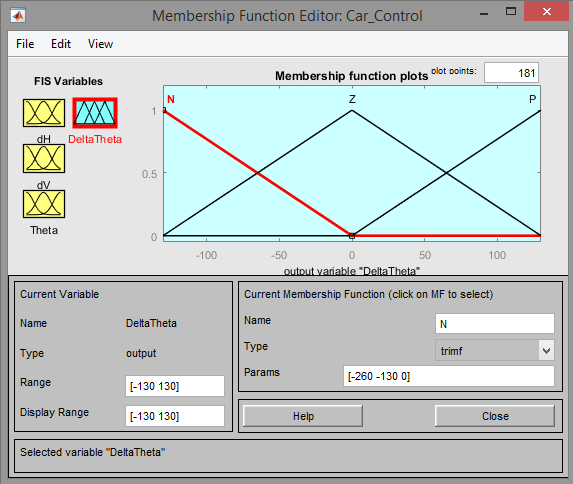 Membership Function Editor: Car_Control
File Edit View
FIS Variables
dH
DeltaTheta
dV
Theta
Membership function plots
plot points:
181
N
Z
P
1
0.5
0
-100 -50 0 50 100
output variable "DeltaTheta"
Current Variable
Name DeltaTheta
Type output
Range [-130 130]
Display Range [-130 130]
Current Membership Function (click on MF to select)
Name N
Type trimf
Params [-260 -130 0]
Help Close
Selected variable "DeltaTheta"